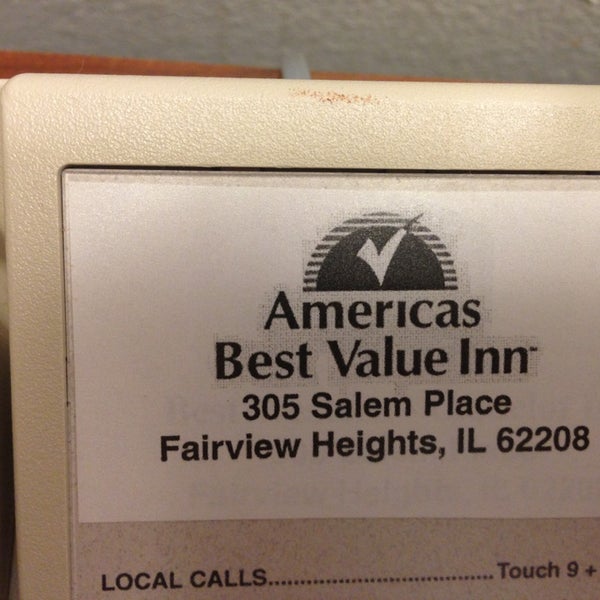 Americas
Best Value Inn
305 Salem Place
Fairview Heights, IL 62208
LOCAL CALLS........................................Touch 9 +